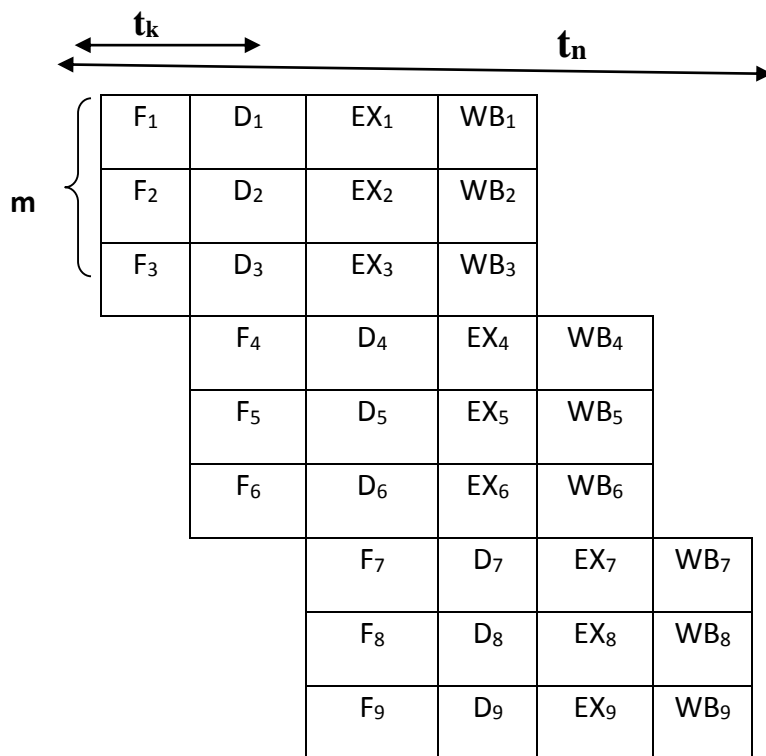 tk
tn
F1 D1 EX1 WB1
m
F2 D2 EX2 WB2
F3 D3 EX3 WB3
F4 D4 EX4 WB4
F5 D5 EX5 WB5
F6 D6 EX6 WB6
F7 D7 EX7 WB7
F8 D8 EX8 WB8
F9 D9 EX9 WB9